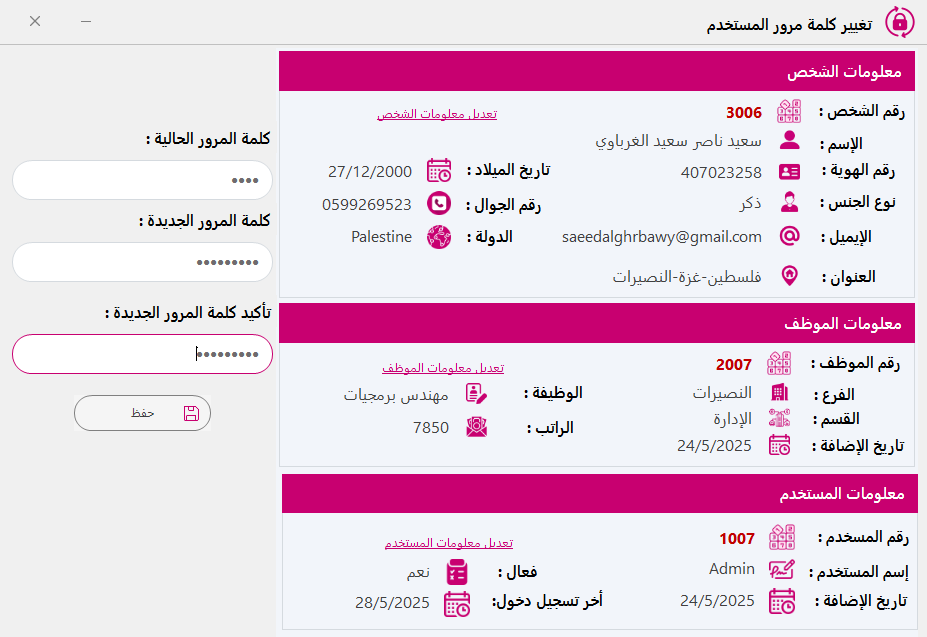 تغيير كلمة مرور المستخدم
معلومات الشخص
رقم الشخص : 3006 تعديل معلومات الشخص
الإسم : سعيد ناصر سعيد الغرباوي
رقم الهوية : 407023258 تاريخ الميلاد : 27/12/2000
نوع الجنس : ذكر رقم الجوال : 0599269523
الإيميل : saeedalghrbawy@gmail.com الدولة : Palestine
العنوان : فلسطين-غزة-النصيرات
معلومات الموظف
رقم الموظف : 2007 تعديل معلومات الموظف
الفرع : النصيرات الوظيفة : مهندس برمجيات
القسم : الإدارة الراتب : 7850
تاريخ الإضافة : 24/5/2025
معلومات المستخدم
رقم المسخدم : 1007 تعديل معلومات المستخدم
إسم المستخدم : Admin فعال : نعم
تاريخ الإضافة : 24/5/2025 أخر تسجيل دخول: 28/5/2025
كلمة المرور الحالية :
••••
كلمة المرور الجديدة :
•••••••••
تأكيد كلمة المرور الجديدة :
•••••••••
حفظ